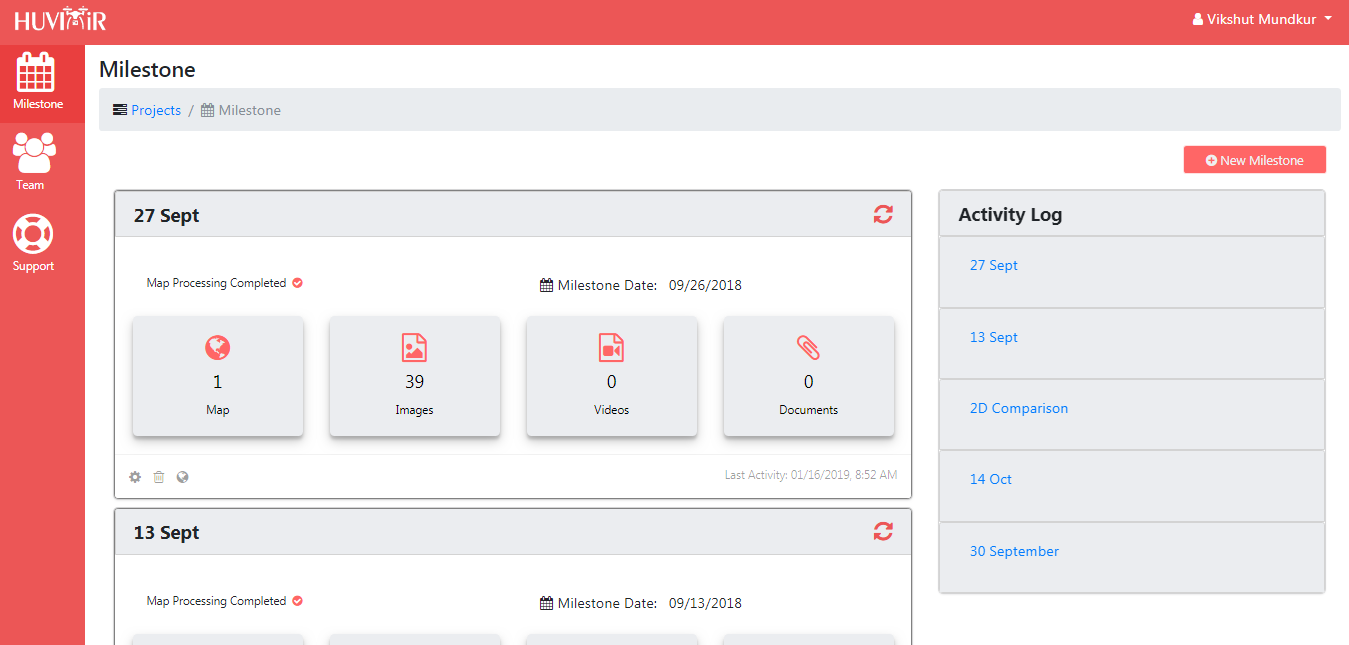 HUVIAiR
Vikshut Mundkur
Milestone
Team
Support
Milestone
Projects / Milestone
New Milestone
27 Sept
Map Processing Completed
Milestone Date: 09/26/2018
1
Map
39
Images
0
Videos
0
Documents
Last Activity: 01/16/2019, 8:52 AM
13 Sept
Map Processing Completed
Milestone Date: 09/13/2018
Activity Log
27 Sept
13 Sept
2D Comparison
14 Oct
30 September